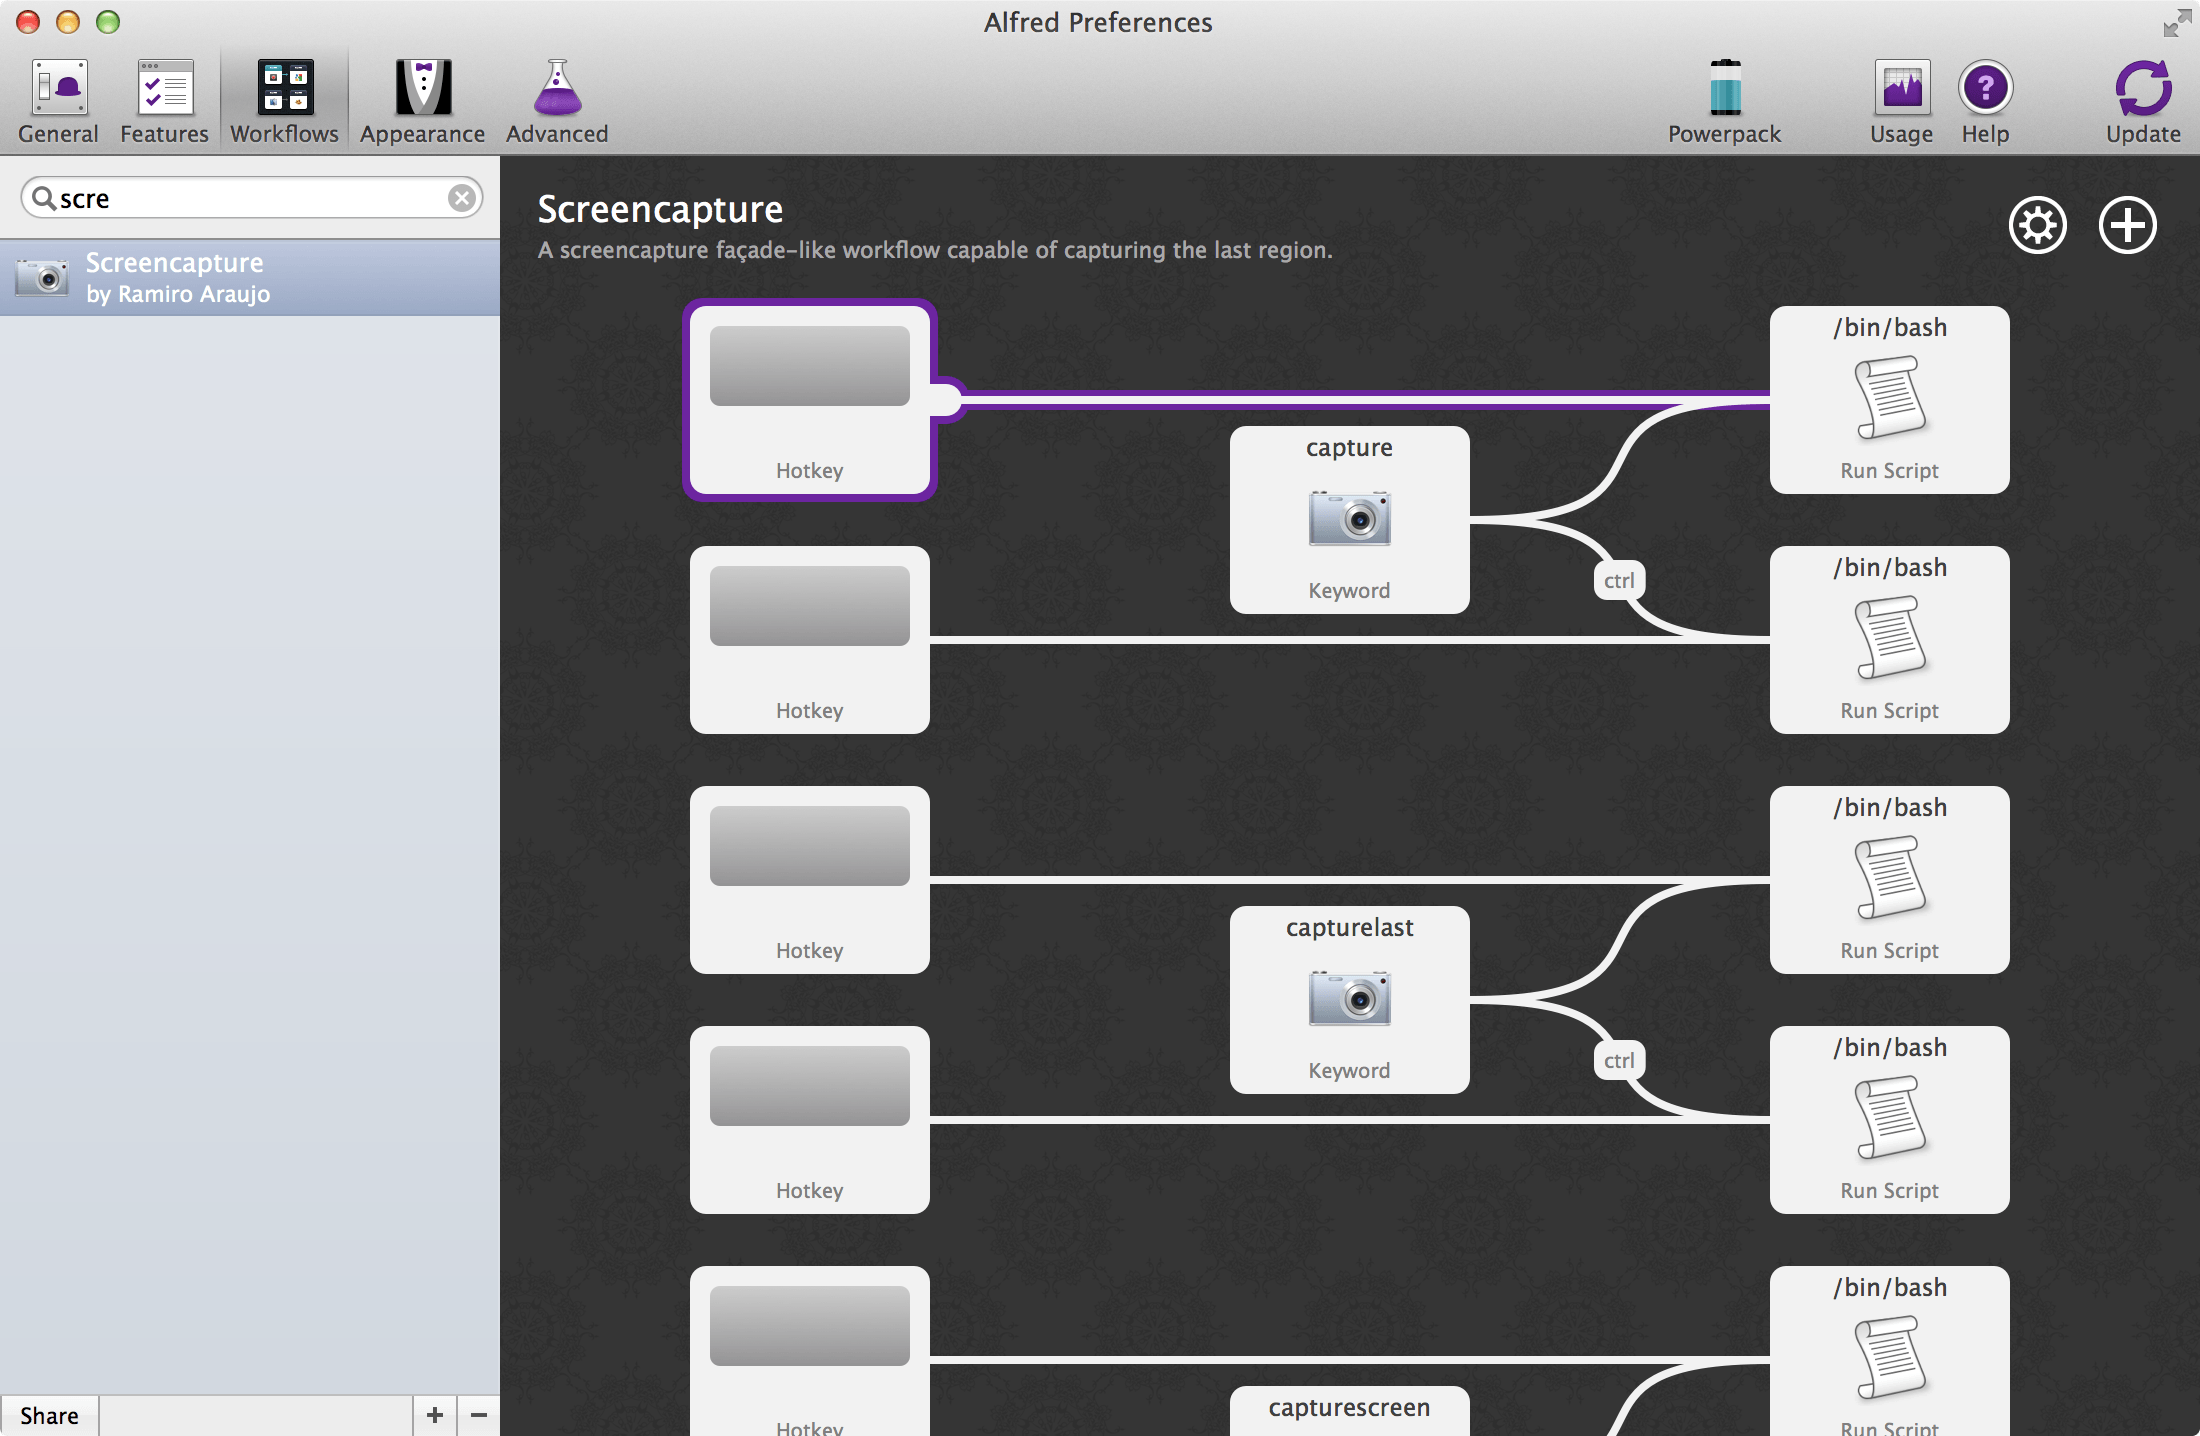 Alfred Preferences
General
Features
Workflows
Appearance
Advanced
Powerpack
Usage
?
Help
Update
scre
Screencapture
by Ramiro Araujo
Screencapture
A screencapture façade-like workflow capable of capturing the last region.
Hotkey
capture
Keyword
/bin/bash
Run Script
Hotkey
ctrl
/bin/bash
Run Script
Hotkey
capturelast
Keyword
/bin/bash
Run Script
Hotkey
ctrl
/bin/bash
Run Script
Hotkey
capturescreen
/bin/bash
Run Script
Share
+
−